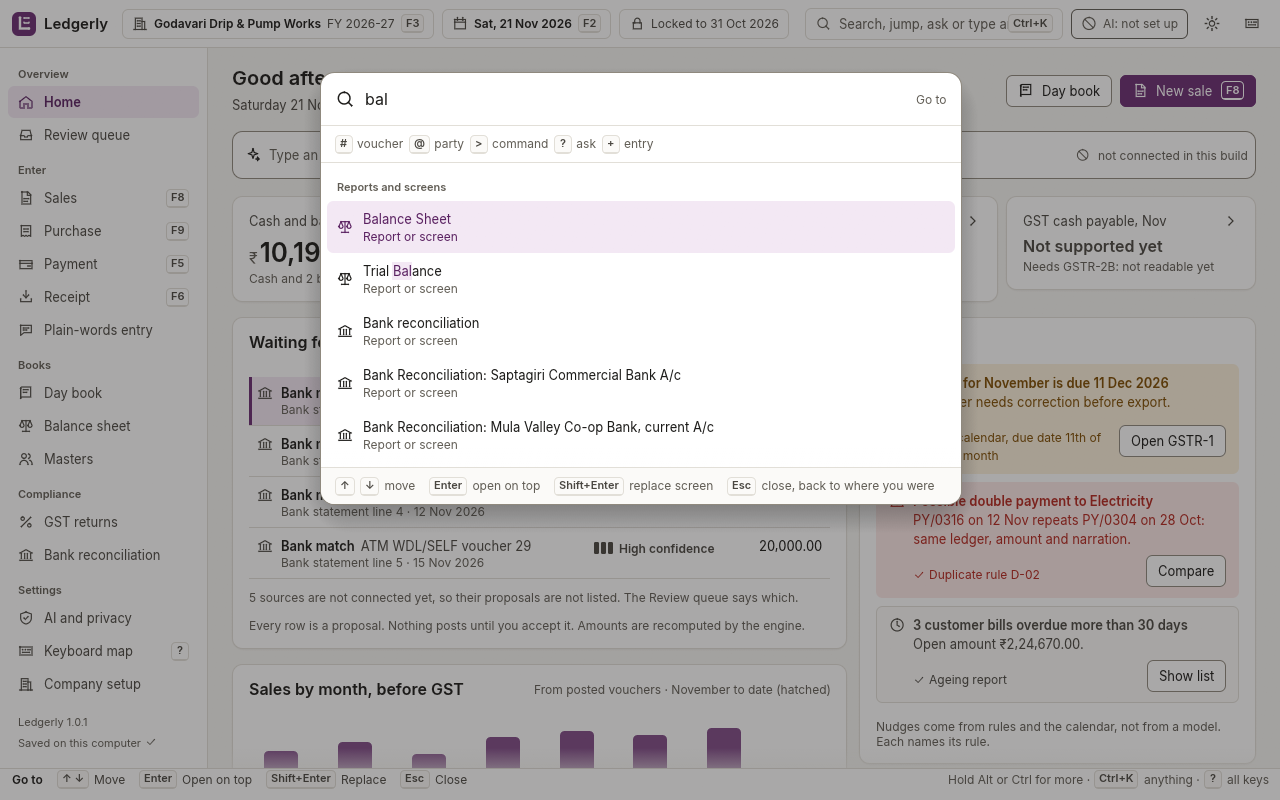 Ledgerly
Godavari Drip & Pump Works FY 2026-27 F3
Sat, 21 Nov 2026 F2
Locked to 31 Oct 2026
Search, jump, ask or type a Ctrl+K
AI: not set up
Overview
Home
Review queue
Enter
Sales F8
Purchase F9
Payment F5
Receipt F6
Plain-words entry
Books
Day book
Balance sheet
Masters
Compliance
GST returns
Bank reconciliation
Settings
AI and privacy
Keyboard map ?
Company setup
Ledgerly 1.0.1
Saved on this computer
Good afte
Saturday 21 No
Day book
New sale F8
Type an
not connected in this build
Cash and b
₹10,19
Cash and 2 b
GST cash payable, Nov
Not supported yet
Needs GSTR-2B: not readable yet
bal
Go to
# voucher @ party > command ? ask + entry
Reports and screens
Balance Sheet
Report or screen
Trial Balance
Report or screen
Bank reconciliation
Report or screen
Bank Reconciliation: Saptagiri Commercial Bank A/c
Report or screen
Bank Reconciliation: Mula Valley Co-op Bank, current A/c
Report or screen
↑ ↓ move Enter open on top Shift+Enter replace screen Esc close, back to where you were
Waiting fo
Bank m
Bank st
Bank m
Bank st
Bank m
Bank statement line 4 · 12 Nov 2026
Bank match ATM WDL/SELF voucher 29 High confidence 20,000.00
Bank statement line 5 · 15 Nov 2026
5 sources are not connected yet, so their proposals are not listed. The Review queue says which.
Every row is a proposal. Nothing posts until you accept it. Amounts are recomputed by the engine.
Sales by month, before GST
From posted vouchers · November to date (hatched)
for November is due 11 Dec 2026
er needs correction before export.
calendar, due date 11th of
month
Open GSTR-1
Possible double payment to Electricity
PY/0316 on 12 Nov repeats PY/0304 on 28 Oct:
same ledger, amount and narration.
Duplicate rule D-02
Compare
3 customer bills overdue more than 30 days
Open amount ₹2,24,670.00.
Ageing report
Show list
Nudges come from rules and the calendar, not from a model.
Each names its rule.
Go to ↑ ↓ Move Enter Open on top Shift+Enter Replace Esc Close
Hold Alt or Ctrl for more · Ctrl+K anything · ? all keys